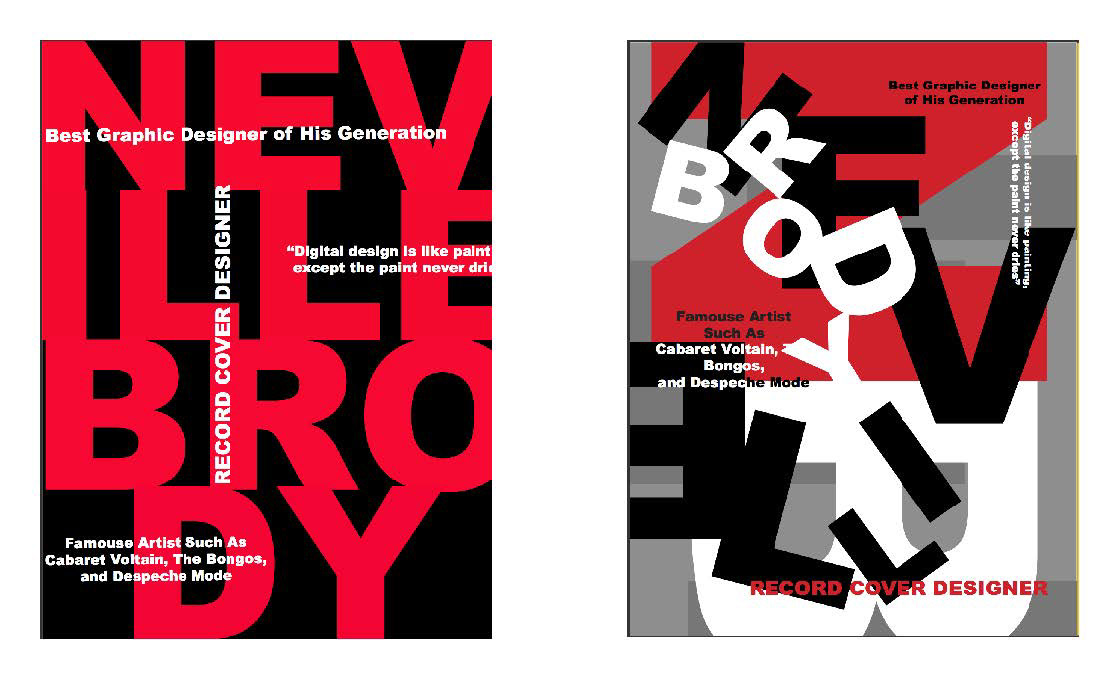 NEV
ILLE
BRO
DY
Best Graphic Designer of His Generation
RECORD COVER DESIGNER
“Digital design is like paint
except the paint never drie
Famouse Artist Such As
Cabaret Voltain, The Bongos,
and Despeche Mode
NEVILLE
BRODY
Best Graphic Designer
of His Generation
“Digital design is like painting,
except the paint never dries”
Famouse Artist
Such As
Cabaret Voltain,
Bongos,
and Despeche Mode
RECORD COVER DESIGNER